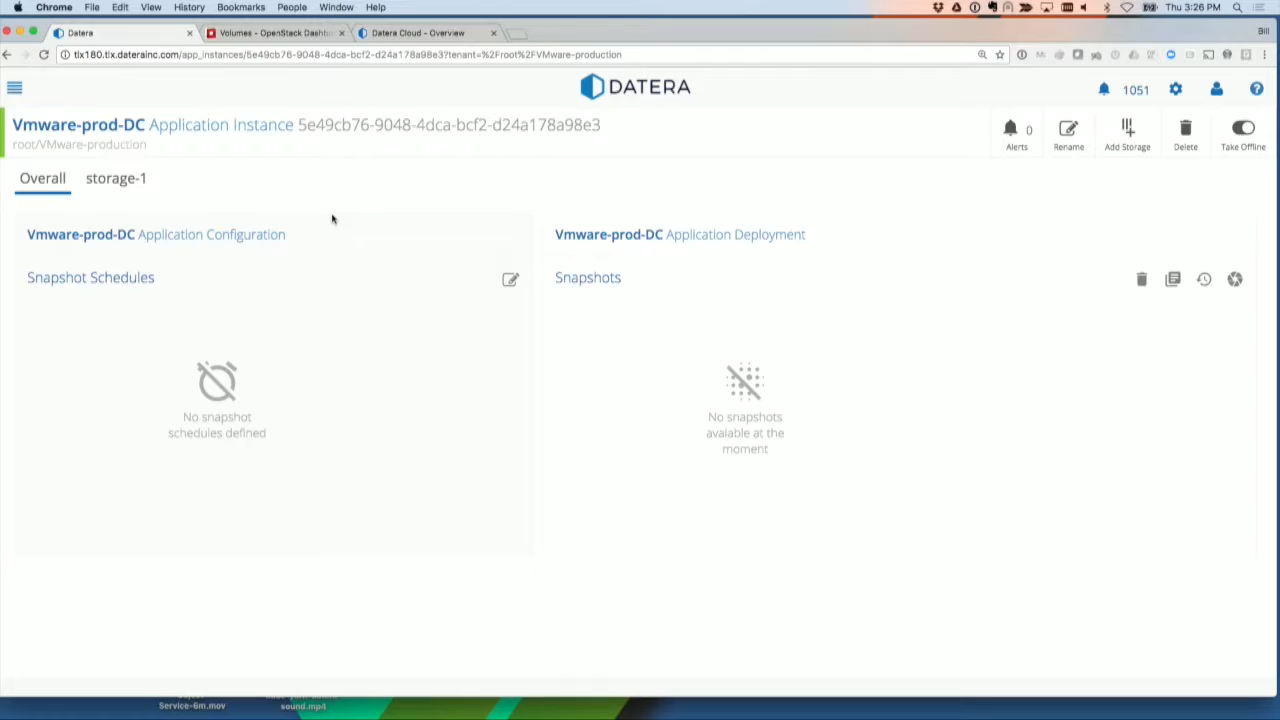 Chrome File Edit View History Bookmarks People Window Help Thu 3:26 PM
Datera Volumes - OpenStack Dashb Datera Cloud - Overview Bill
tlx180.tlx.daterainc.com/app_instances/5e49cb76-9048-4dca-bcf2-d24a178a98e3?tenant=%2Froot%2FVMware-production
DATERA 1051
Vmware-prod-DC Application Instance 5e49cb76-9048-4dca-bcf2-d24a178a98e3
root/VMware-production
0
Alerts Rename Add Storage Delete Take Offline
Overall storage-1
Vmware-prod-DC Application Configuration
Snapshot Schedules
No snapshot
schedules defined
Vmware-prod-DC Application Deployment
Snapshots
No snapshots
avalable at the
moment
Service-6m.mov
sound.mp4